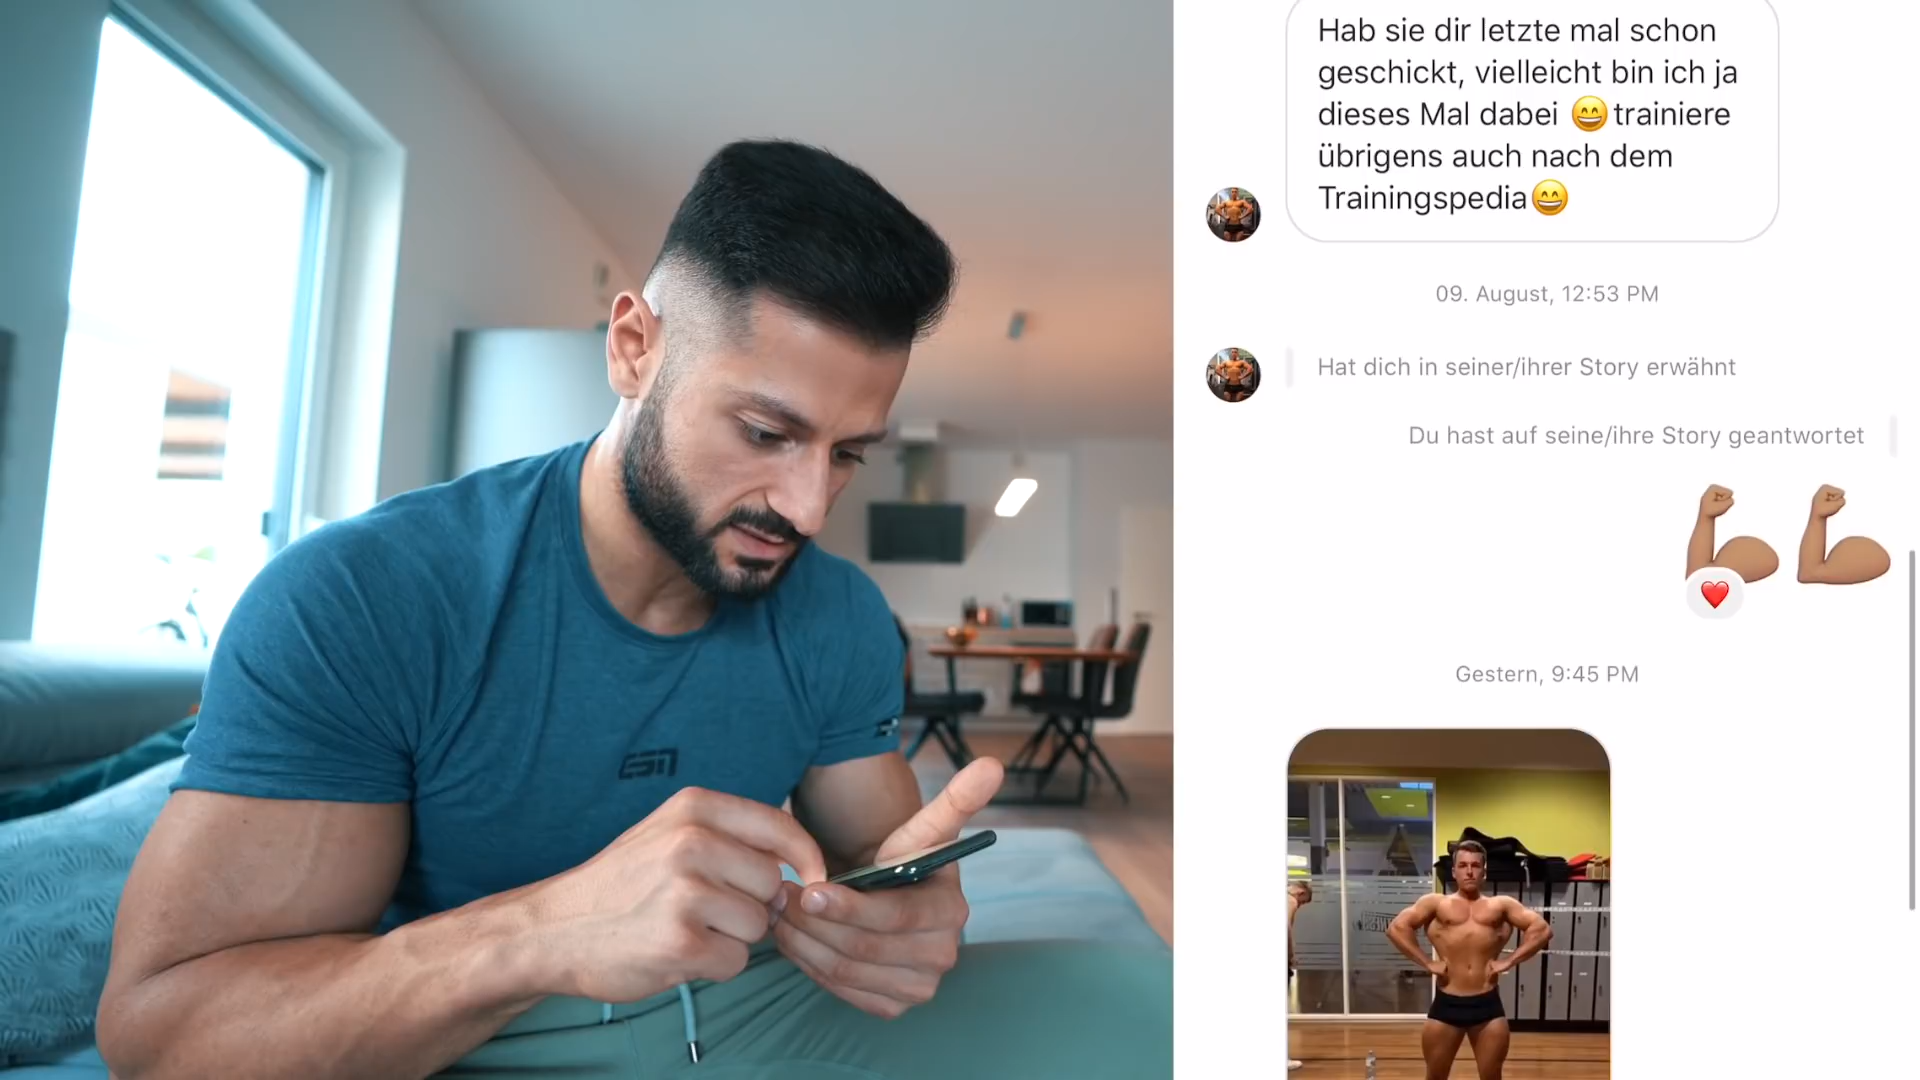 Hab sie dir letzte mal schon
geschickt, vielleicht bin ich ja
dieses Mal dabei 😄trainiere
übrigens auch nach dem
Trainingspedia😄
09. August, 12:53 PM
Hat dich in seiner/ihrer Story erwähnt
Du hast auf seine/ihre Story geantwortet
Gestern, 9:45 PM
ESN